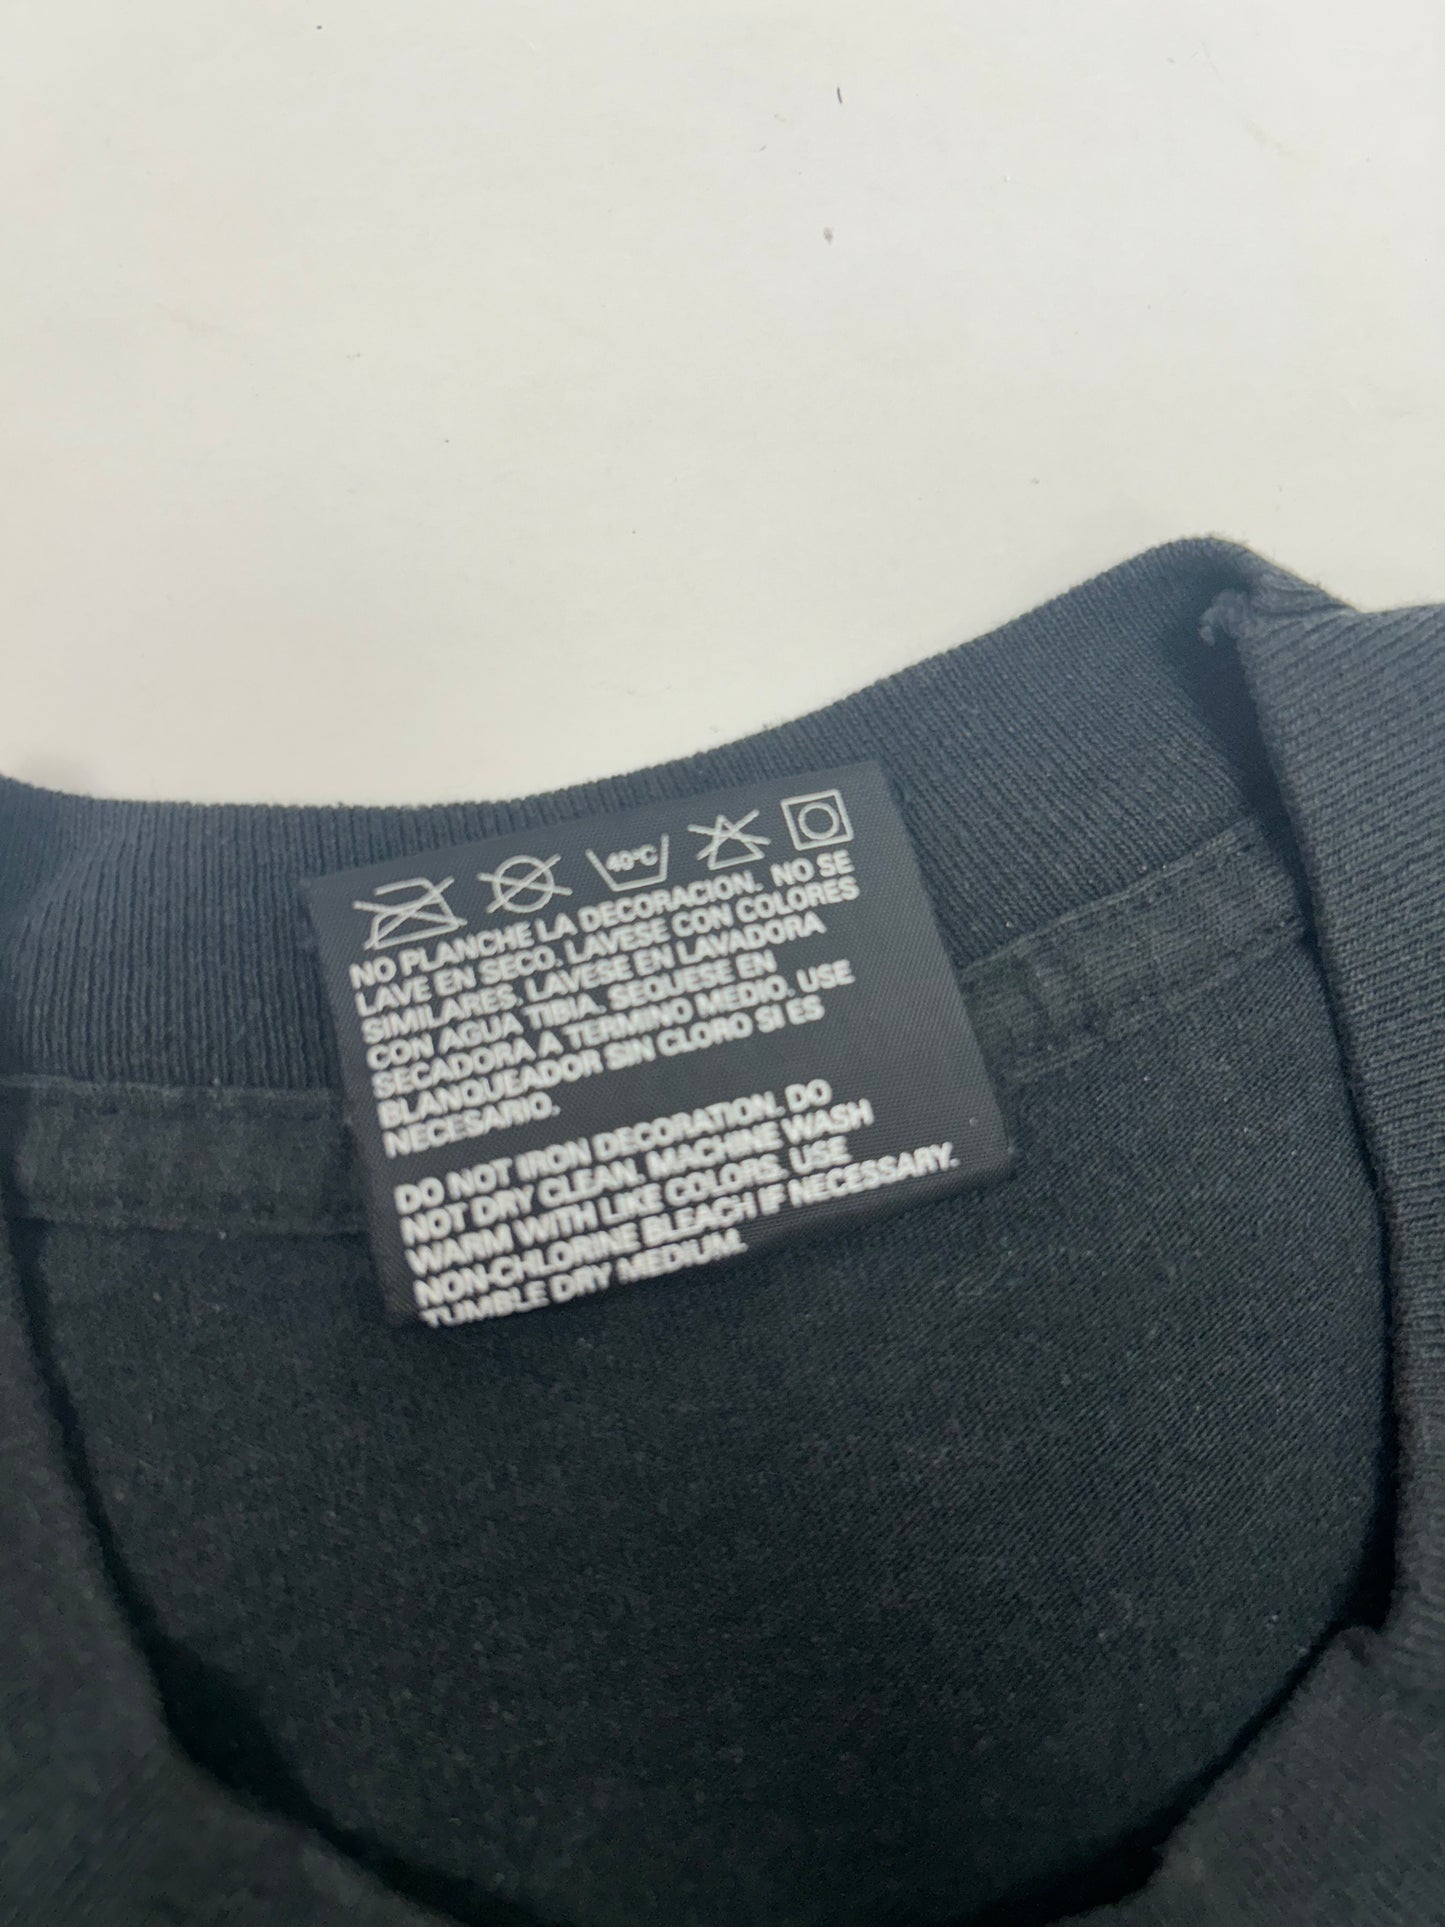 40°C
NO PLANCHE LA DECORACION. NO SE
LAVE EN SECO. LAVESE CON COLORES
SIMILARES. LAVESE EN LAVADORA
CON AGUA TIBIA. SEQUESE EN
SECADORA A TERMINO MEDIO. USE
BLANQUEADOR SIN CLORO SI ES
NECESARIO.
DO NOT IRON DECORATION. DO
NOT DRY CLEAN. MACHINE WASH
WARM WITH LIKE COLORS. USE
NON-CHLORINE BLEACH IF NECESSARY.
TUMBLE DRY MEDIUM.